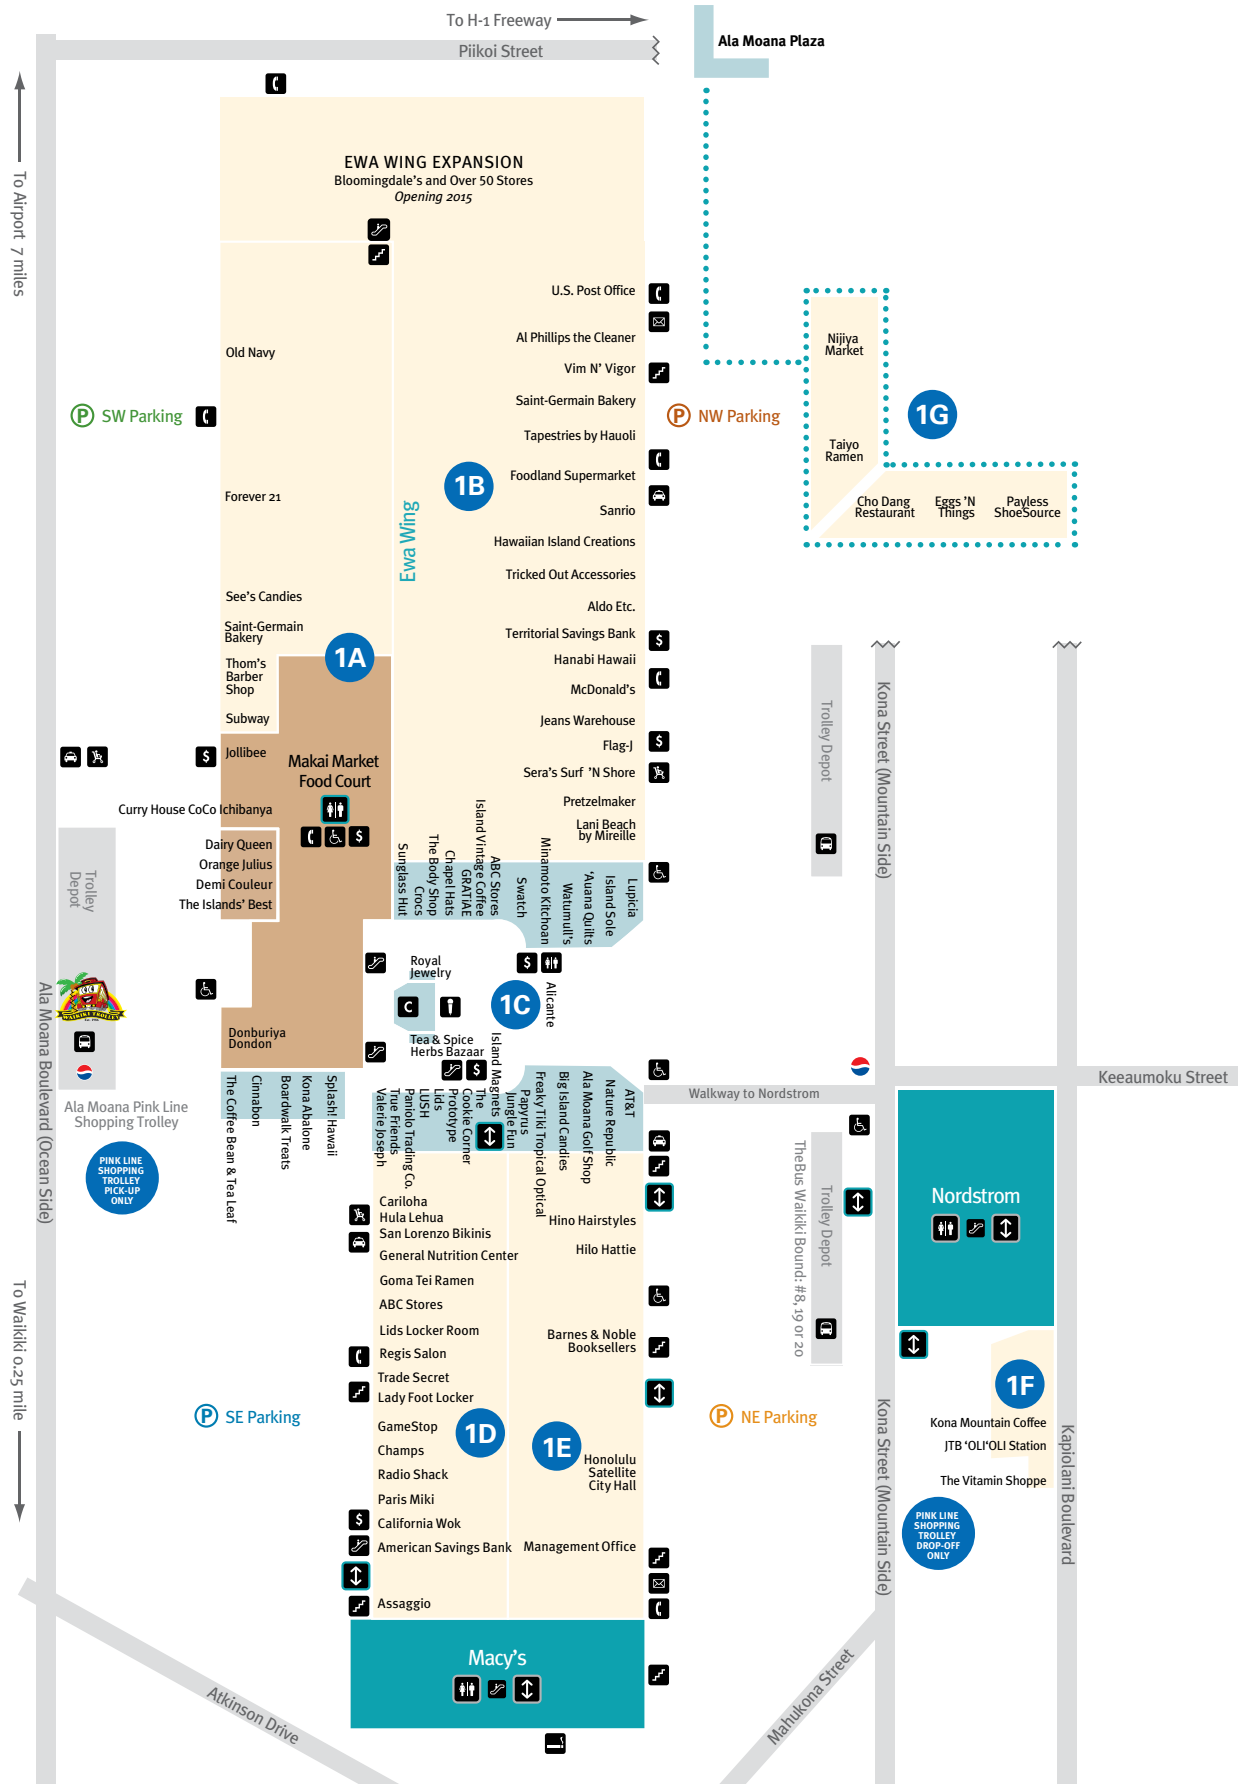 To H-1 Freeway
Piikoi Street
Ala Moana Plaza
To Airport 7 miles
EWA WING EXPANSION
Bloomingdale's and Over 50 Stores
Opening 2015
U.S. Post Office
Al Phillips the Cleaner
Vim N' Vigor
Saint-Germain Bakery
Tapestries by Hauoli
Foodland Supermarket
Sanrio
Hawaiian Island Creations
Tricked Out Accessories
Aldo Etc.
Territorial Savings Bank
Hanabi Hawaii
McDonald's
Jeans Warehouse
Flag-J
Sera's Surf 'N Shore
Pretzelmaker
Lani Beach
by Mireille
Old Navy
P SW Parking
Forever 21
See's Candies
Saint-Germain
Bakery
Thom's
Barber
Shop
Subway
Jollibee
Curry House CoCo Ichibanya
Dairy Queen
Orange Julius
Demi Couleur
The Islands' Best
1A
1B
Ewa Wing
Makai Market
Food Court
$
$
$
$
P NW Parking
1G
Nijiya
Market
Taiyo
Ramen
Cho Dang
Restaurant
Eggs 'N
Things
Payless
ShoeSource
Trolley Depot
Kona Street (Mountain Side)
Sunglass Hut
Crocs
The Body Shop
Chapel Hats
GRATiAE
Island Vintage Coffee
ABC Stores
Swatch
Minamoto Kitchoan
Watumull's
'Auana Quilts
Island Sole
Lupicia
Royal
Jewelry
C
$
1C
Alicante
Tea & Spice
Herbs Bazaar
$
Island Magnets
Donburiya
Dondon
Trolley
Depot
WAIKIKI TROLLEY
Ala Moana Boulevard (Ocean Side)
Ala Moana Pink Line
Shopping Trolley
PINK LINE
SHOPPING
TROLLEY
PICK-UP
ONLY
The Coffee Bean & Tea Leaf
Cinnabon
Boardwalk Treats
Kona Abalone
Splash! Hawaii
Valerie Joseph
True Friends
Paniolo Trading Co.
LUSH
Lids
Prototype
Cookie Corner
The
Jungle Fun
Papyrus
Freaky Tiki Tropical Optical
Big Island Candies
Ala Moana Golf Shop
Nature Republic
AT&T
Walkway to Nordstrom
Keeaumoku Street
Cariloha
Hula Lehua
San Lorenzo Bikinis
General Nutrition Center
Goma Tei Ramen
ABC Stores
Lids Locker Room
Regis Salon
Trade Secret
Lady Foot Locker
GameStop
Champs
Radio Shack
Paris Miki
$
California Wok
American Savings Bank
Assaggio
1D
1E
Hino Hairstyles
Hilo Hattie
Barnes & Noble
Booksellers
Honolulu
Satellite
City Hall
Management Office
P SE Parking
P NE Parking
TheBus Waikiki Bound: #8, 19 or 20
Trolley Depot
Nordstrom
1F
Kona Mountain Coffee
JTB 'OLI'OLI Station
The Vitamin Shoppe
PINK LINE
SHOPPING
TROLLEY
DROP-OFF
ONLY
Kona Street (Mountain Side)
Kapiolani Boulevard
To Waikiki 0.25 mile
Macy's
Atkinson Drive
Mahukona Street